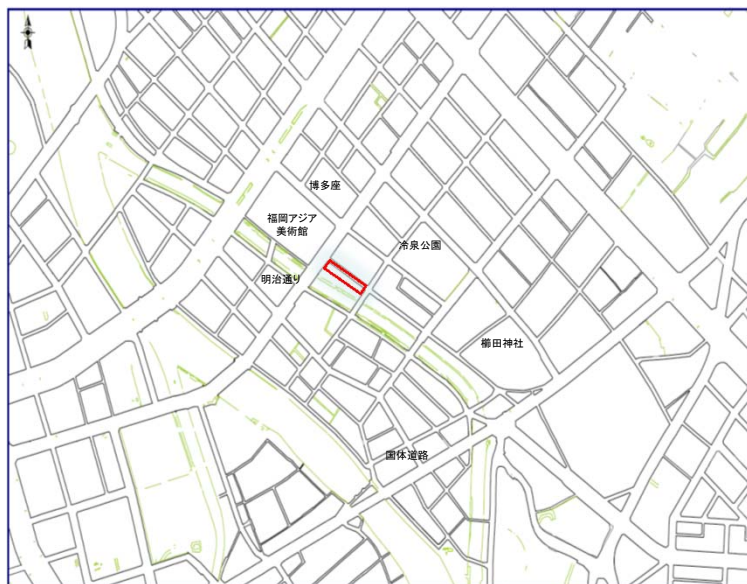 博多座
福岡アジア
美術館
冷泉公園
明治通り
櫛田神社
国体道路